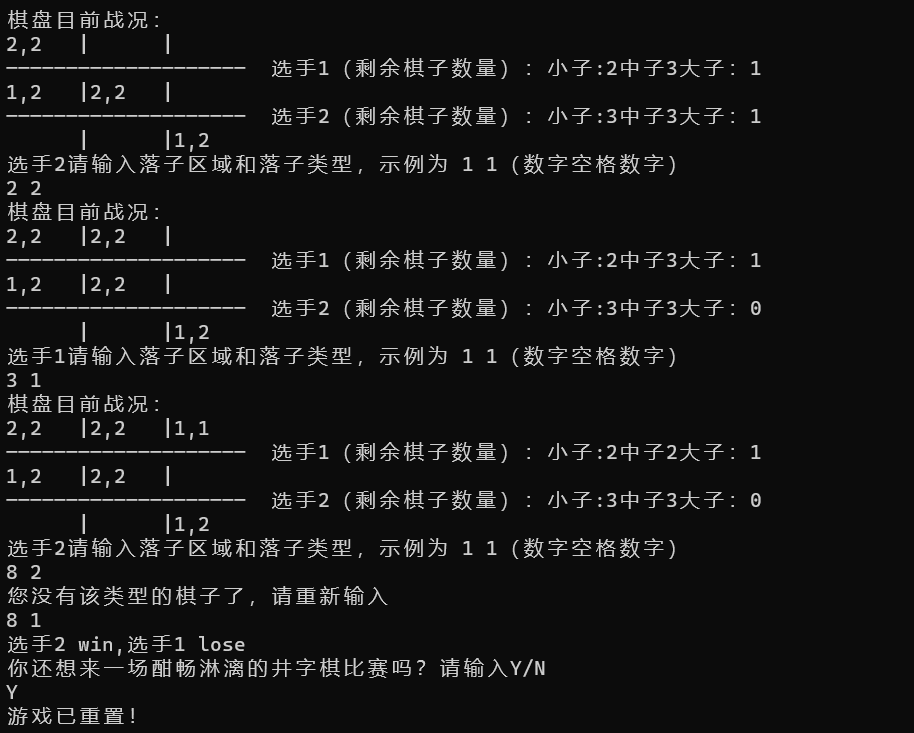 棋盘目前战况：
2,2   |      |
————————————————————  选手1（剩余棋子数量）：小子:2中子3大子：1
1,2   |2,2   |
————————————————————  选手2（剩余棋子数量）：小子:3中子3大子：1
      |      |1,2
选手2请输入落子区域和落子类型，示例为 1 1（数字空格数字）
2 2
棋盘目前战况：
2,2   |2,2   |
————————————————————  选手1（剩余棋子数量）：小子:2中子3大子：1
1,2   |2,2   |
————————————————————  选手2（剩余棋子数量）：小子:3中子3大子：0
      |      |1,2
选手1请输入落子区域和落子类型，示例为 1 1（数字空格数字）
3 1
棋盘目前战况：
2,2   |2,2   |1,1
————————————————————  选手1（剩余棋子数量）：小子:2中子2大子：1
1,2   |2,2   |
————————————————————  选手2（剩余棋子数量）：小子:3中子3大子：0
      |      |1,2
选手2请输入落子区域和落子类型，示例为 1 1（数字空格数字）
8 2
您没有该类型的棋子了，请重新输入
8 1
选手2 win,选手1 lose
你还想来一场酣畅淋漓的井字棋比赛吗？请输入Y/N
Y
游戏已重置！